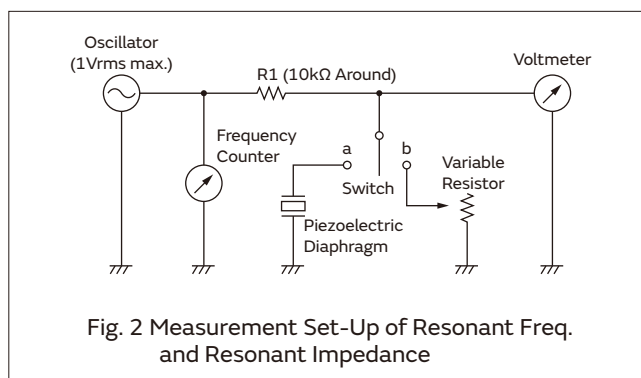 Oscillator
(1Vrms max.)
R1 (10kΩ Around)
Voltmeter
Frequency
Counter
a
b
Switch
Variable
Resistor
Piezoelectric
Diaphragm
Fig. 2 Measurement Set-Up of Resonant Freq.
and Resonant Impedance